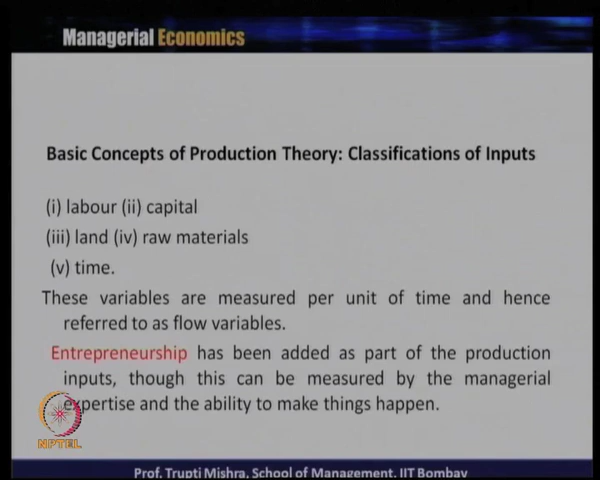 Managerial Economics
Basic Concepts of Production Theory: Classifications of Inputs
(i) labour (ii) capital
(iii) land (iv) raw materials
(v) time.
These variables are measured per unit of time and hence
referred to as flow variables.
Entrepreneurship has been added as part of the production
inputs, though this can be measured by the managerial
expertise and the ability to make things happen.
NPTEL
Prof. Trupti Mishra, School of Management, IIT Bombay